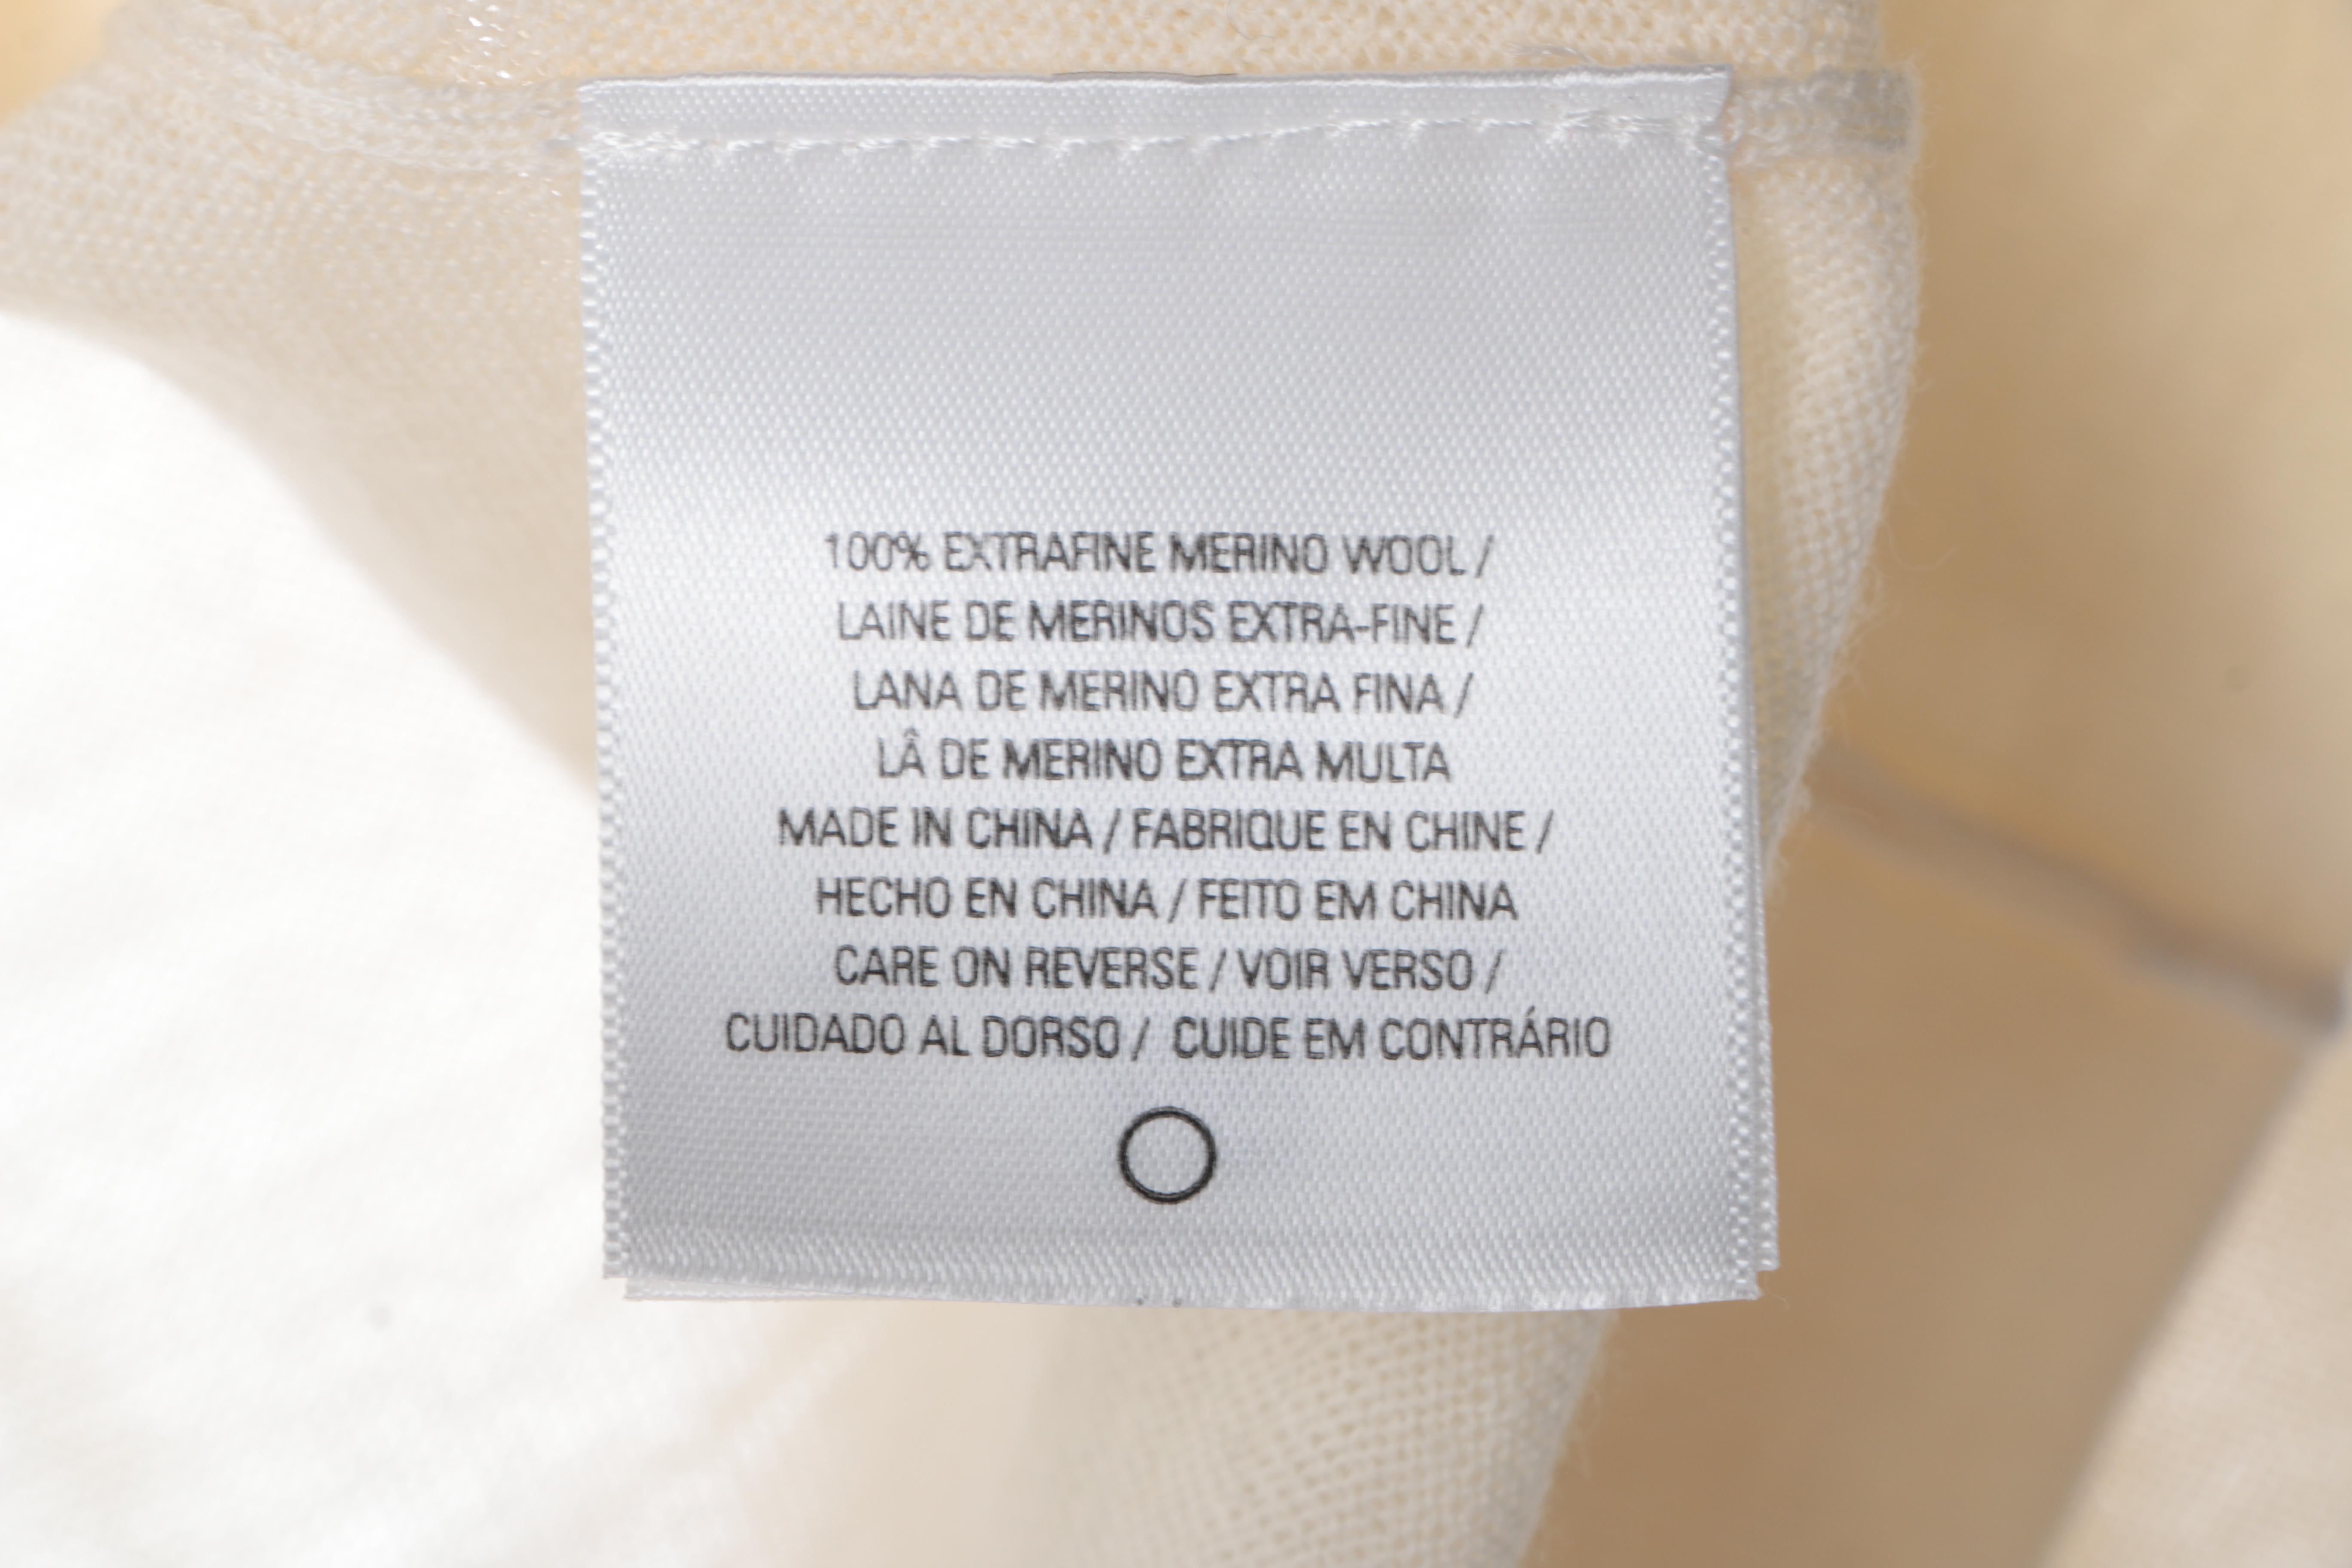 100% EXTRAFINE MERINO WOOL /
LAINE DE MERINOS EXTRA-FINE /
LANA DE MERINO EXTRA FINA /
LÂ DE MERINO EXTRA MULTA
MADE IN CHINA / FABRIQUE EN CHINE /
HECHO EN CHINA / FEITO EM CHINA
CARE ON REVERSE / VOIR VERSO /
CUIDADO AL DORSO / CUIDE EM CONTRÁRIO